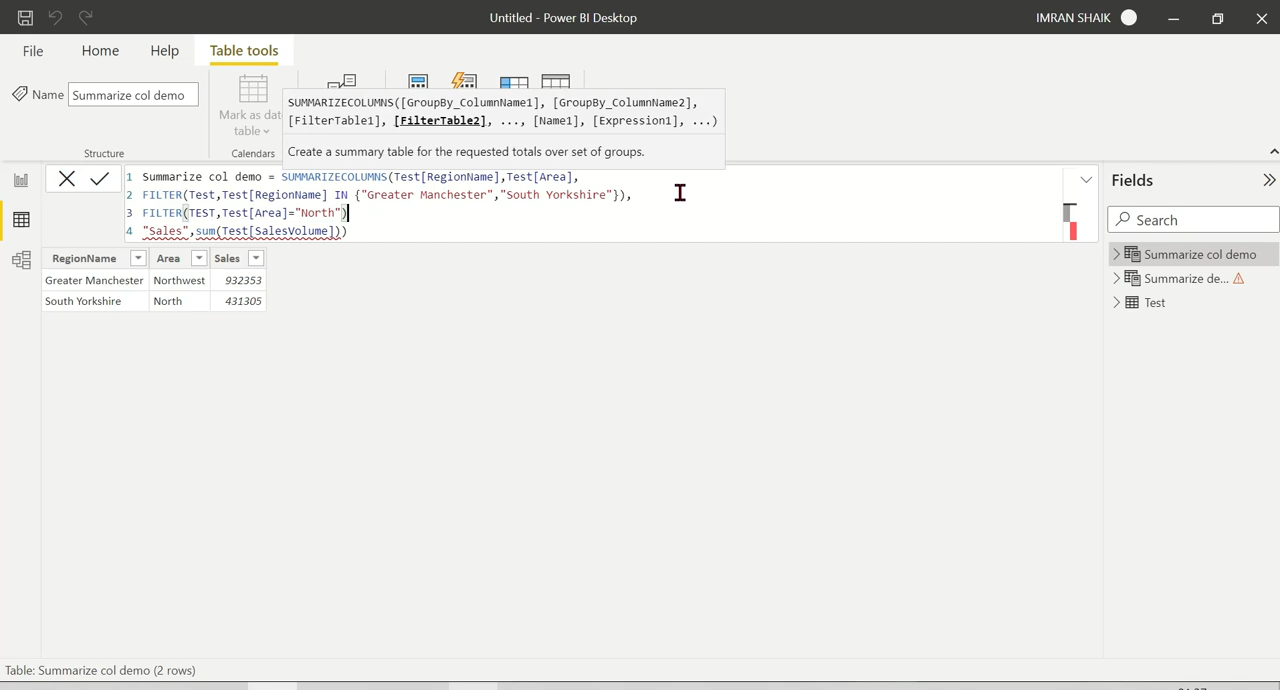 Untitled - Power BI Desktop
IMRAN SHAIK
File
Home
Help
Table tools
Name
Summarize col demo
Mark as dat
table
Structure
Calendars
SUMMARIZECOLUMNS([GroupBy_ColumnName1], [GroupBy_ColumnName2],
[FilterTable1], [FilterTable2], ..., [Name1], [Expression1], ...)
Create a summary table for the requested totals over set of groups.
1 Summarize col demo = SUMMARIZECOLUMNS(Test[RegionName],Test[Area],
2 FILTER(Test,Test[RegionName] IN {"Greater Manchester","South Yorkshire"}),
3 FILTER(TEST,Test[Area]="North")
4 "Sales",sum(Test[SalesVolume]))
Fields
Search
Summarize col demo
Summarize de...
Test
RegionName Area Sales
Greater Manchester Northwest 932353
South Yorkshire North 431305
Table: Summarize col demo (2 rows)